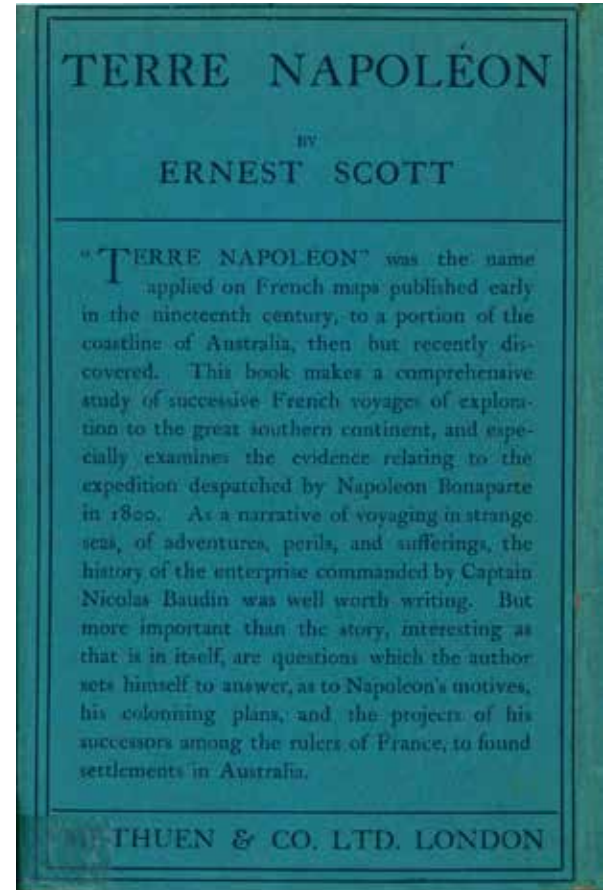 TERRE NAPOLÉON
BY
ERNEST SCOTT
"TERRE NAPOLEON" was the name
applied on French maps published early
in the nineteenth century, to a portion of the
coastline of Australia, then but recently dis-
covered. This book makes a comprehensive
study of successive French voyages of explora-
tion to the great southern continent, and espe-
cially examines the evidence relating to the
expedition despatched by Napoleon Bonaparte
in 1800. As a narrative of voyaging in strange
seas, of adventures, perils, and sufferings, the
history of the enterprise commanded by Captain
Nicolas Baudin was well worth writing. But
more important than the story, interesting as
that is in itself, are questions which the author
sets himself to answer, as to Napoleon's motives,
his colonising plans, and the projects of his
successors among the rulers of France, to found
settlements in Australia.
METHUEN & CO. LTD. LONDON